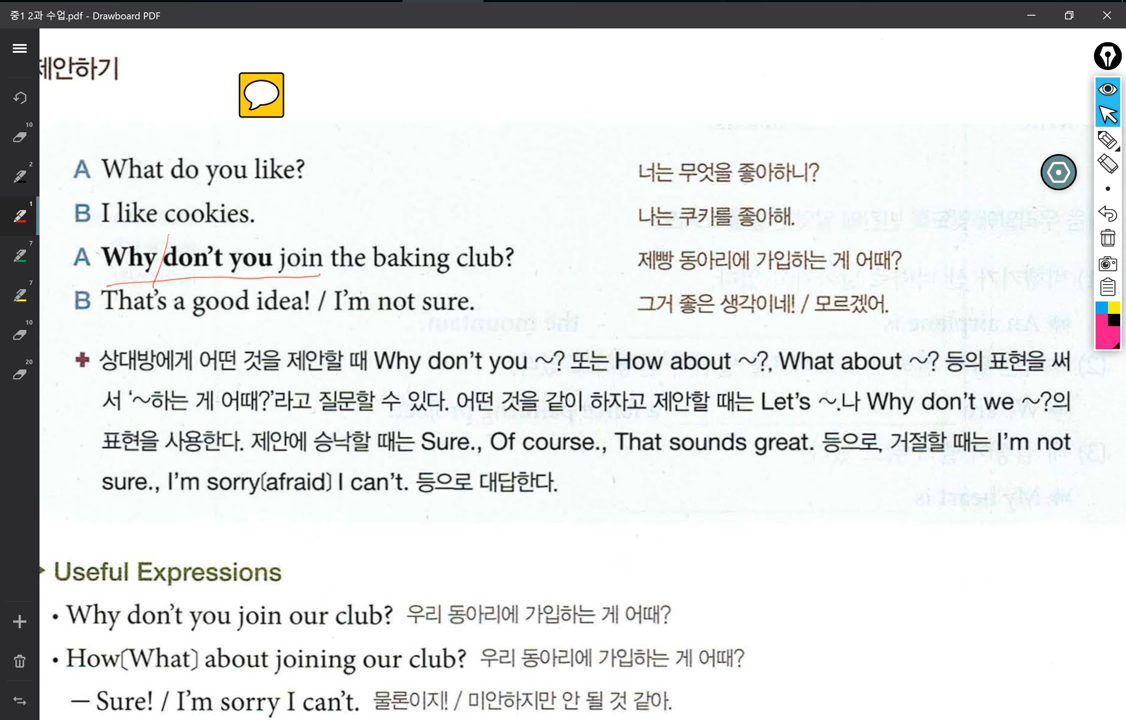 중1 2과 수업.pdf - Drawboard PDF
제안하기
A What do you like? 너는 무엇을 좋아하니?
B I like cookies. 나는 쿠키를 좋아해.
A Why don't you join the baking club? 제빵 동아리에 가입하는 게 어때?
B That's a good idea! / I'm not sure. 그거 좋은 생각이네! / 모르겠어.
+ 상대방에게 어떤 것을 제안할 때 Why don't you ~? 또는 How about ~?, What about ~? 등의 표현을 써
서 '~하는 게 어때?'라고 질문할 수 있다. 어떤 것을 같이 하자고 제안할 때는 Let's ~.나 Why don't we ~?의
표현을 사용한다. 제안에 승낙할 때는 Sure., Of course., That sounds great. 등으로, 거절할 때는 I'm not
sure., I'm sorry(afraid) I can't. 등으로 대답한다.
Useful Expressions
• Why don't you join our club? 우리 동아리에 가입하는 게 어때?
• How(What) about joining our club? 우리 동아리에 가입하는 게 어때?
— Sure! / I'm sorry I can't. 물론이지! / 미안하지만 안 될 것 같아.
10
2
1
7
7
10
20